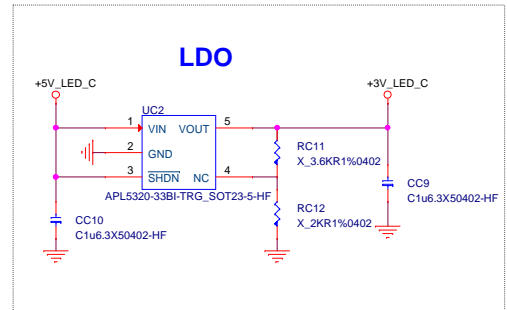 LDO
+5V_LED_C
+3V_LED_C
UC2
1 VIN VOUT 5
2 GND
3 SHDN NC 4
APL5320-33BI-TRG_SOT23-5-HF
RC11
X_3.6KR1%0402
RC12
X_2KR1%0402
CC9
C1u6.3X50402-HF
CC10
C1u6.3X50402-HF